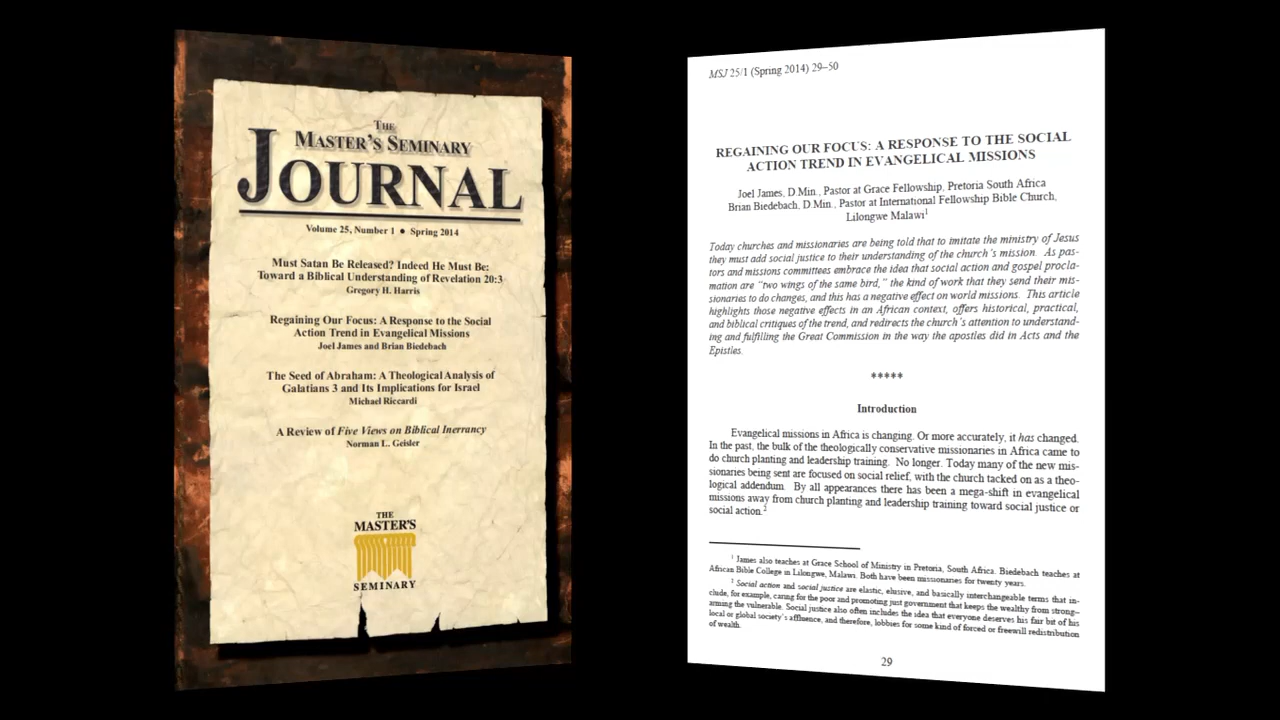 THE
MASTER'S SEMINARY
JOURNAL
Volume 25, Number 1 ● Spring 2014
Must Satan Be Released? Indeed He Must Be:
Toward a Biblical Understanding of Revelation 20:3
Gregory H. Harris
Regaining Our Focus: A Response to the Social
Action Trend in Evangelical Missions
Joel James and Brian Biedebach
The Seed of Abraham: A Theological Analysis of
Galatians 3 and Its Implications for Israel
Michael Riccardi
A Review of Five Views on Biblical Inerrancy
Norman L. Geisler
THE
MASTER'S
SEMINARY
MSJ 25/1 (Spring 2014) 29–50
REGAINING OUR FOCUS: A RESPONSE TO THE SOCIAL
ACTION TREND IN EVANGELICAL MISSIONS
Joel James, D.Min., Pastor at Grace Fellowship, Pretoria South Africa
Brian Biedebach, D.Min., Pastor at International Fellowship Bible Church,
Lilongwe Malawi¹
Today churches and missionaries are being told that to imitate the ministry of Jesus
they must add social justice to their understanding of the church's mission. As pas-
tors and missions committees embrace the idea that social action and gospel procla-
mation are "two wings of the same bird," the kind of work that they send their mis-
sionaries to do changes, and this has a negative effect on world missions. This article
highlights those negative effects in an African context, offers historical, practical,
and biblical critiques of the trend, and redirects the church's attention to understand-
ing and fulfilling the Great Commission in the way the apostles did in Acts and the
Epistles.
*****
Introduction
Evangelical missions in Africa is changing. Or more accurately, it has changed.
In the past, the bulk of the theologically conservative missionaries in Africa came to
do church planting and leadership training. No longer. Today many of the new mis-
sionaries being sent are focused on social relief, with the church tacked on as a theo-
logical addendum. By all appearances there has been a mega-shift in evangelical
missions away from church planting and leadership training toward social justice or
social action.²
¹ James also teaches at Grace School of Ministry in Pretoria, South Africa. Biedebach teaches at
African Bible College in Lilongwe, Malawi. Both have been missionaries for twenty years.
² Social action and social justice are elastic, elusive, and basically interchangeable terms that in-
clude, for example, caring for the poor and promoting just government that keeps the wealthy from strong-
arming the vulnerable. Social justice also often includes the idea that everyone deserves his fair bit of his
local or global society's affluence, and therefore, lobbies for some kind of forced or freewill redistribution
of wealth.
29